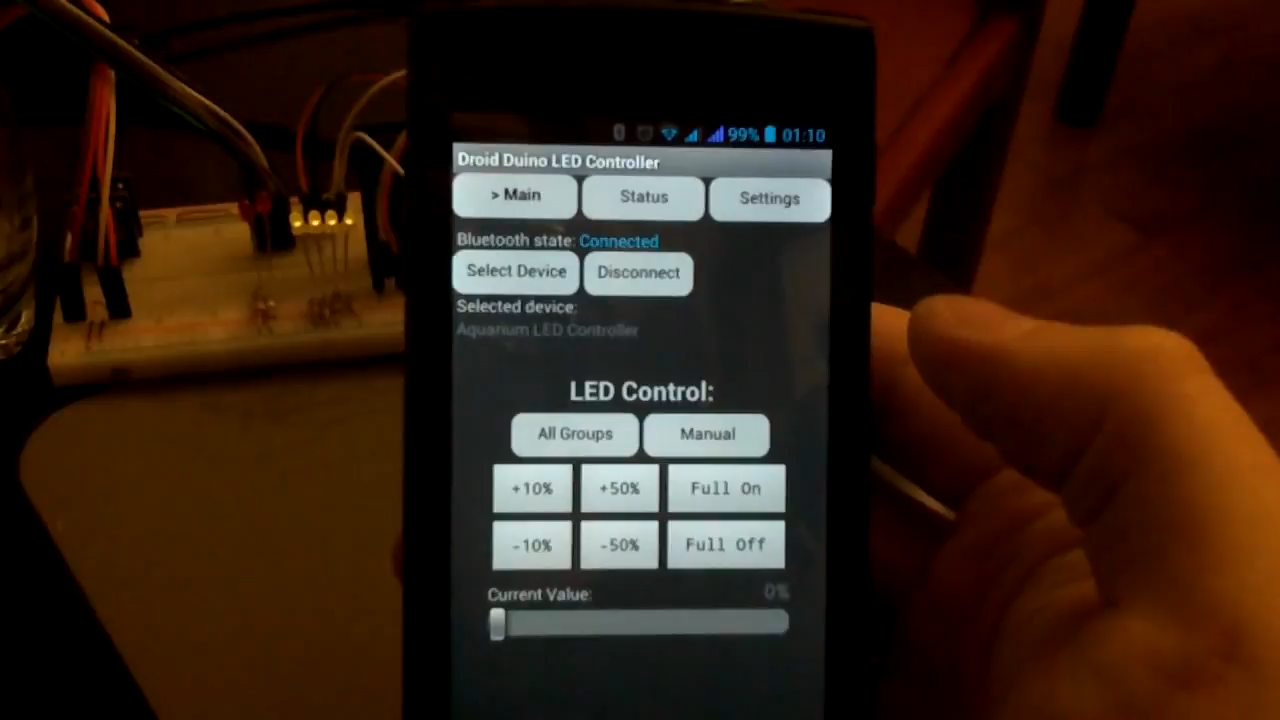 99% 01:10
Droid Duino LED Controller
> Main Status Settings
Bluetooth state: Connected
Select Device Disconnect
Selected device:
Aquarium LED Controller
LED Control:
All Groups Manual
+10% +50% Full On
-10% -50% Full Off
Current Value: 0%